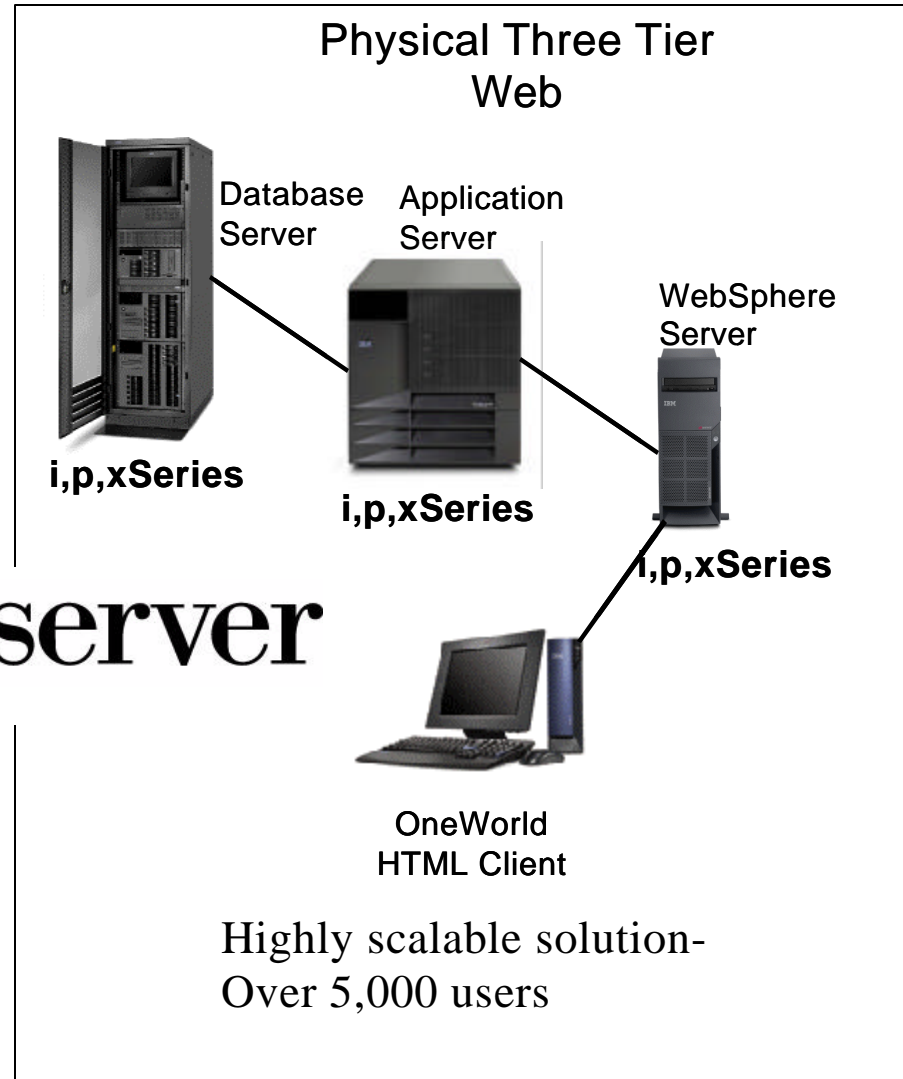 Physical Three Tier
Web
Database
Server
Application
Server
WebSphere
Server
i,p,xSeries
i,p,xSeries
i,p,xSeries
server
OneWorld
HTML Client
Highly scalable solution-
Over 5,000 users